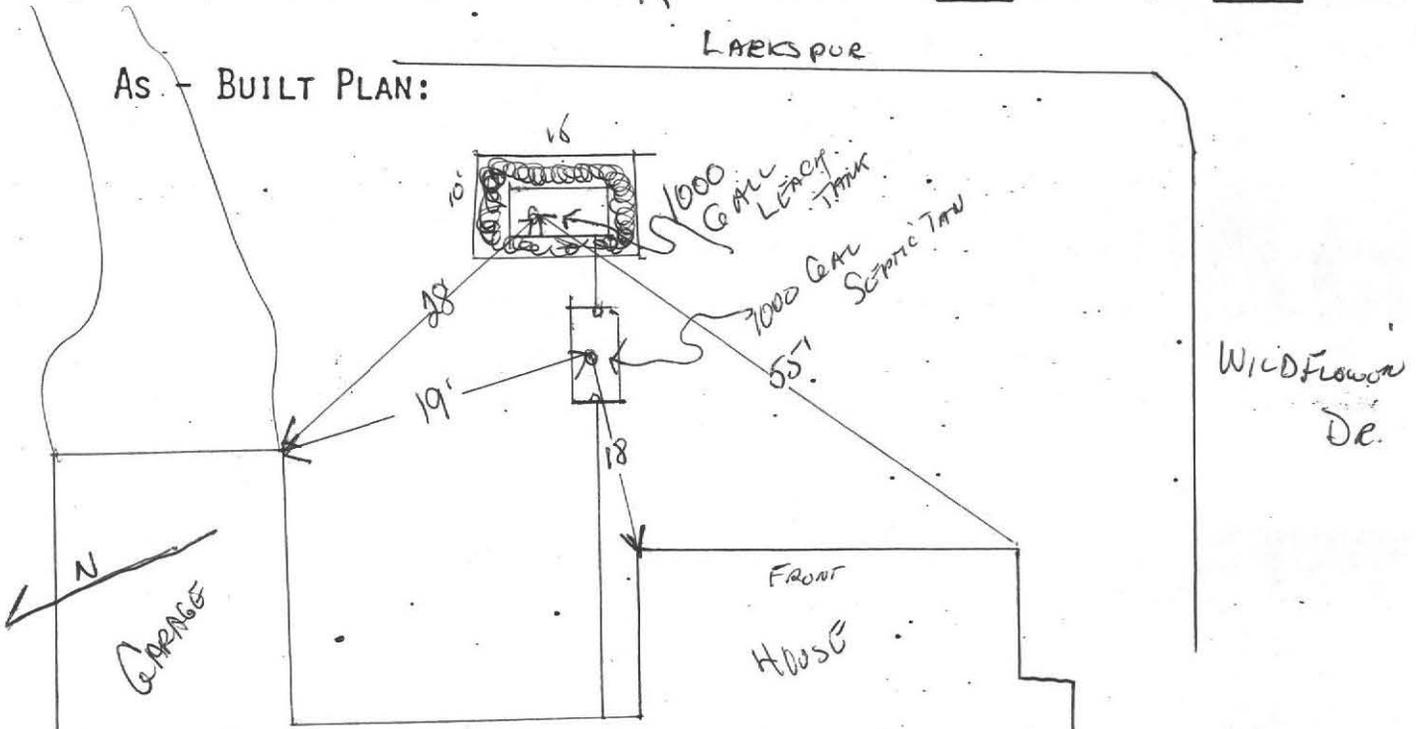 LARKSPUR
AS - BUILT PLAN:
16
10'
1000
GALL
LEACH
TANK
1000 GAL
SEPTIC TAN
28
19'
55'
18
WILDFLOWER
DR.
N
GARAGE
FRONT
HOUSE